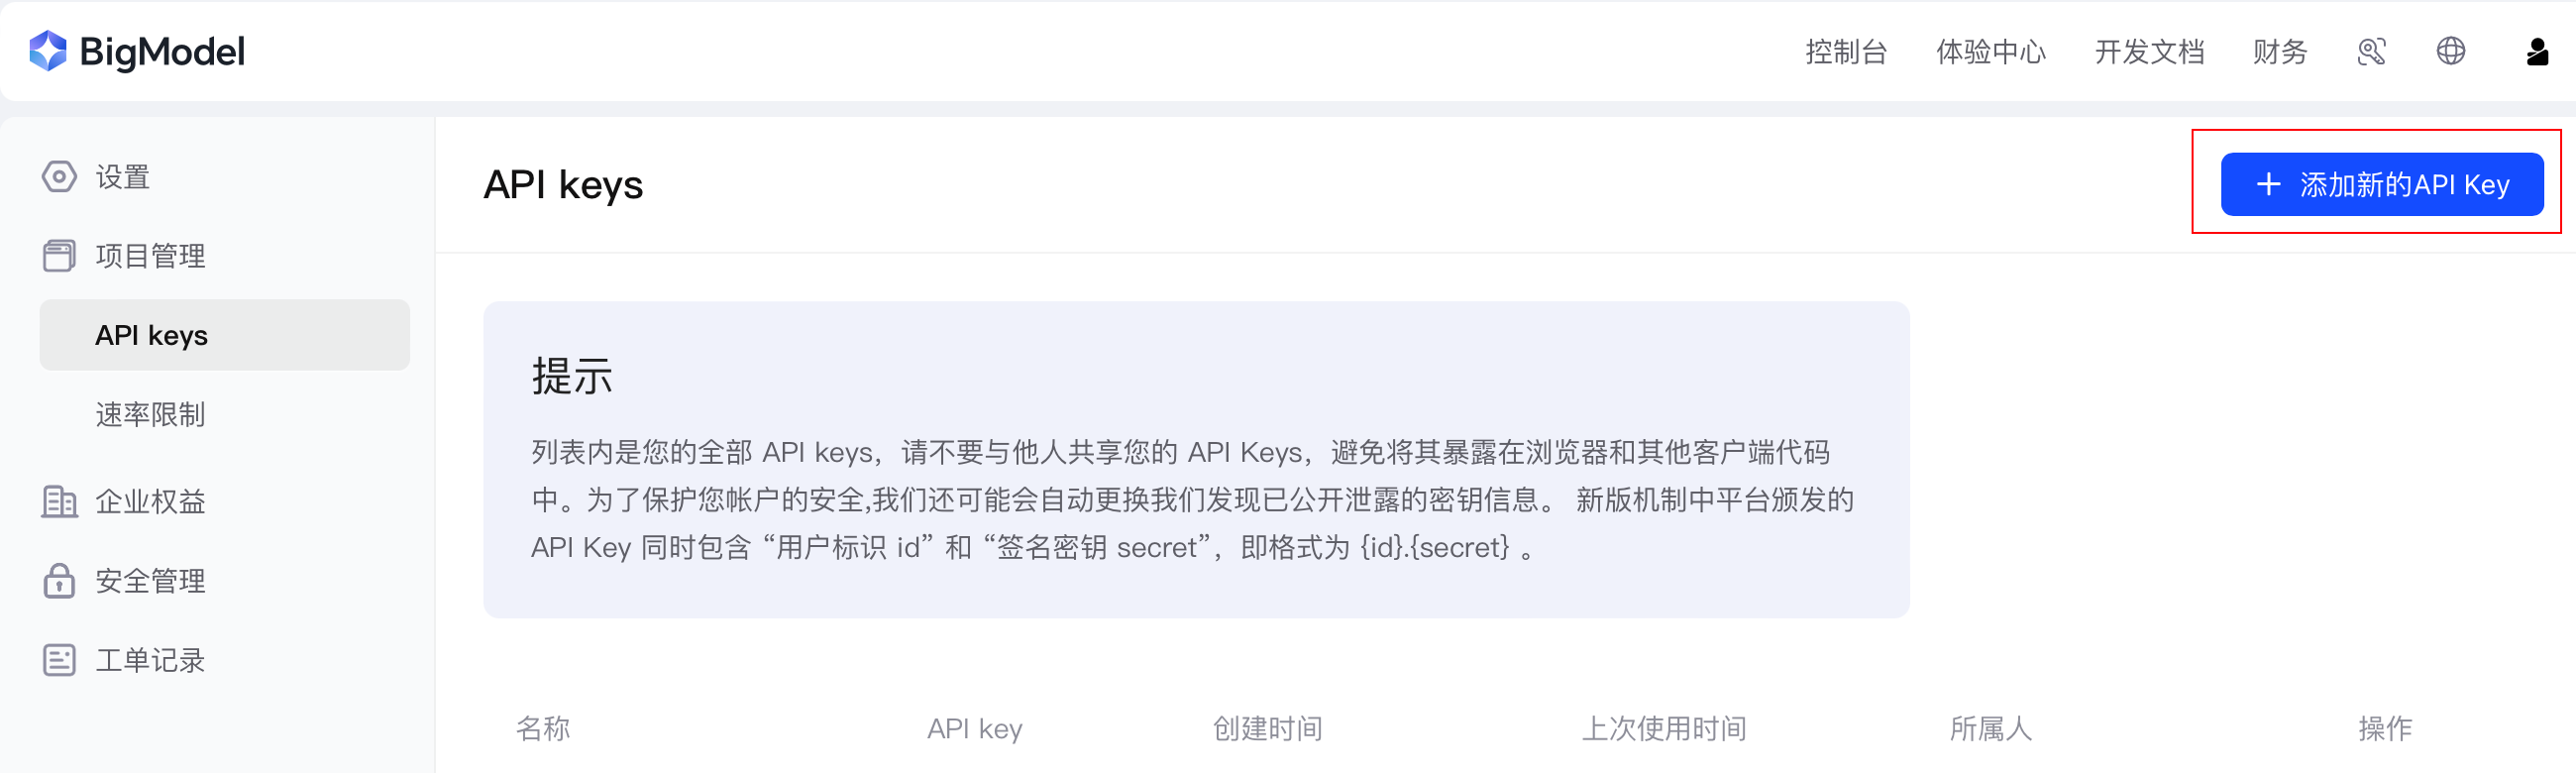 BigModel
控制台 体验中心 开发文档 财务
设置
项目管理
API keys
速率限制
企业权益
安全管理
工单记录
API keys
添加新的API Key
提示
列表内是您的全部 API keys，请不要与他人共享您的 API Keys，避免将其暴露在浏览器和其他客户端代码
中。为了保护您帐户的安全,我们还可能会自动更换我们发现已公开泄露的密钥信息。 新版机制中平台颁发的
API Key 同时包含 “用户标识 id” 和 “签名密钥 secret”，即格式为 {id}.{secret} 。
名称 API key 创建时间 上次使用时间 所属人 操作